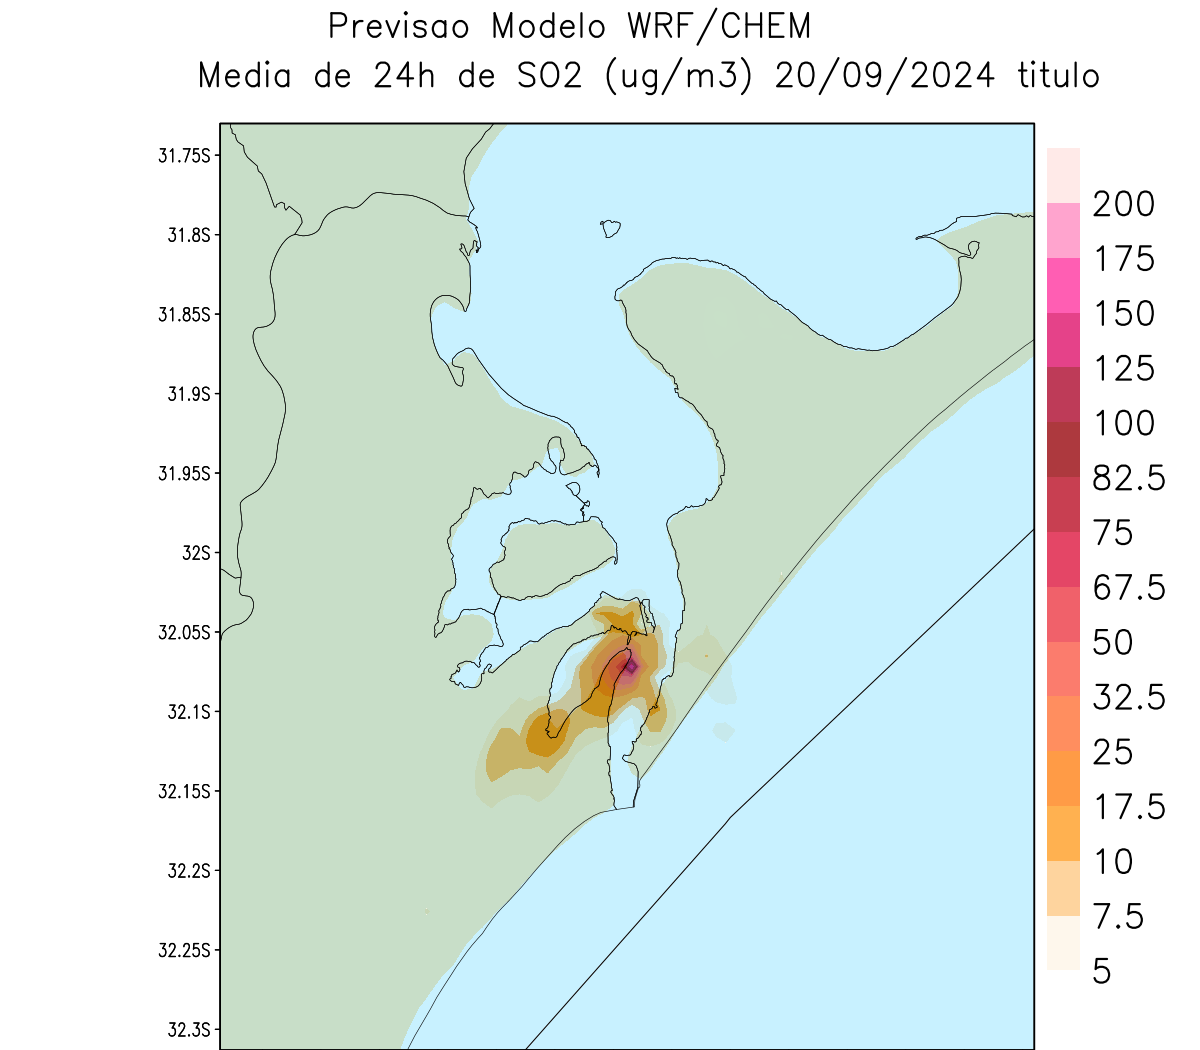 Previsao Modelo WRF/CHEM
Media de 24h de SO2 (ug/m3) 20/09/2024 titulo
31.75S
31.8S
31.85S
31.9S
31.95S
32S
32.05S
32.1S
32.15S
32.2S
32.25S
32.3S
200
175
150
125
100
82.5
75
67.5
50
32.5
25
17.5
10
7.5
5